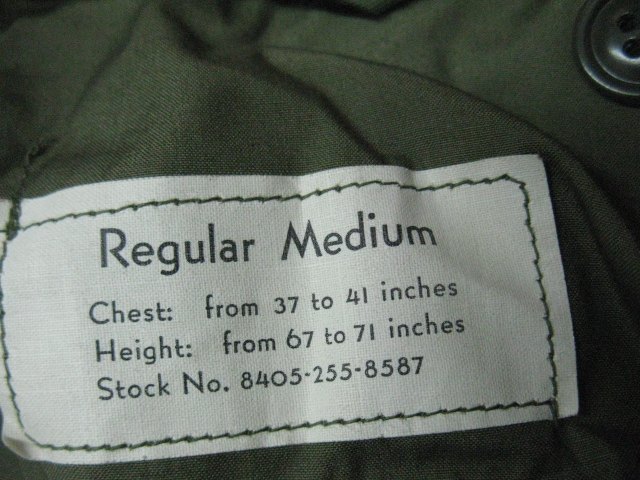 Regular Medium
Chest: from 37 to 41 inches
Height: from 67 to 71 inches
Stock No. 8405-255-8587